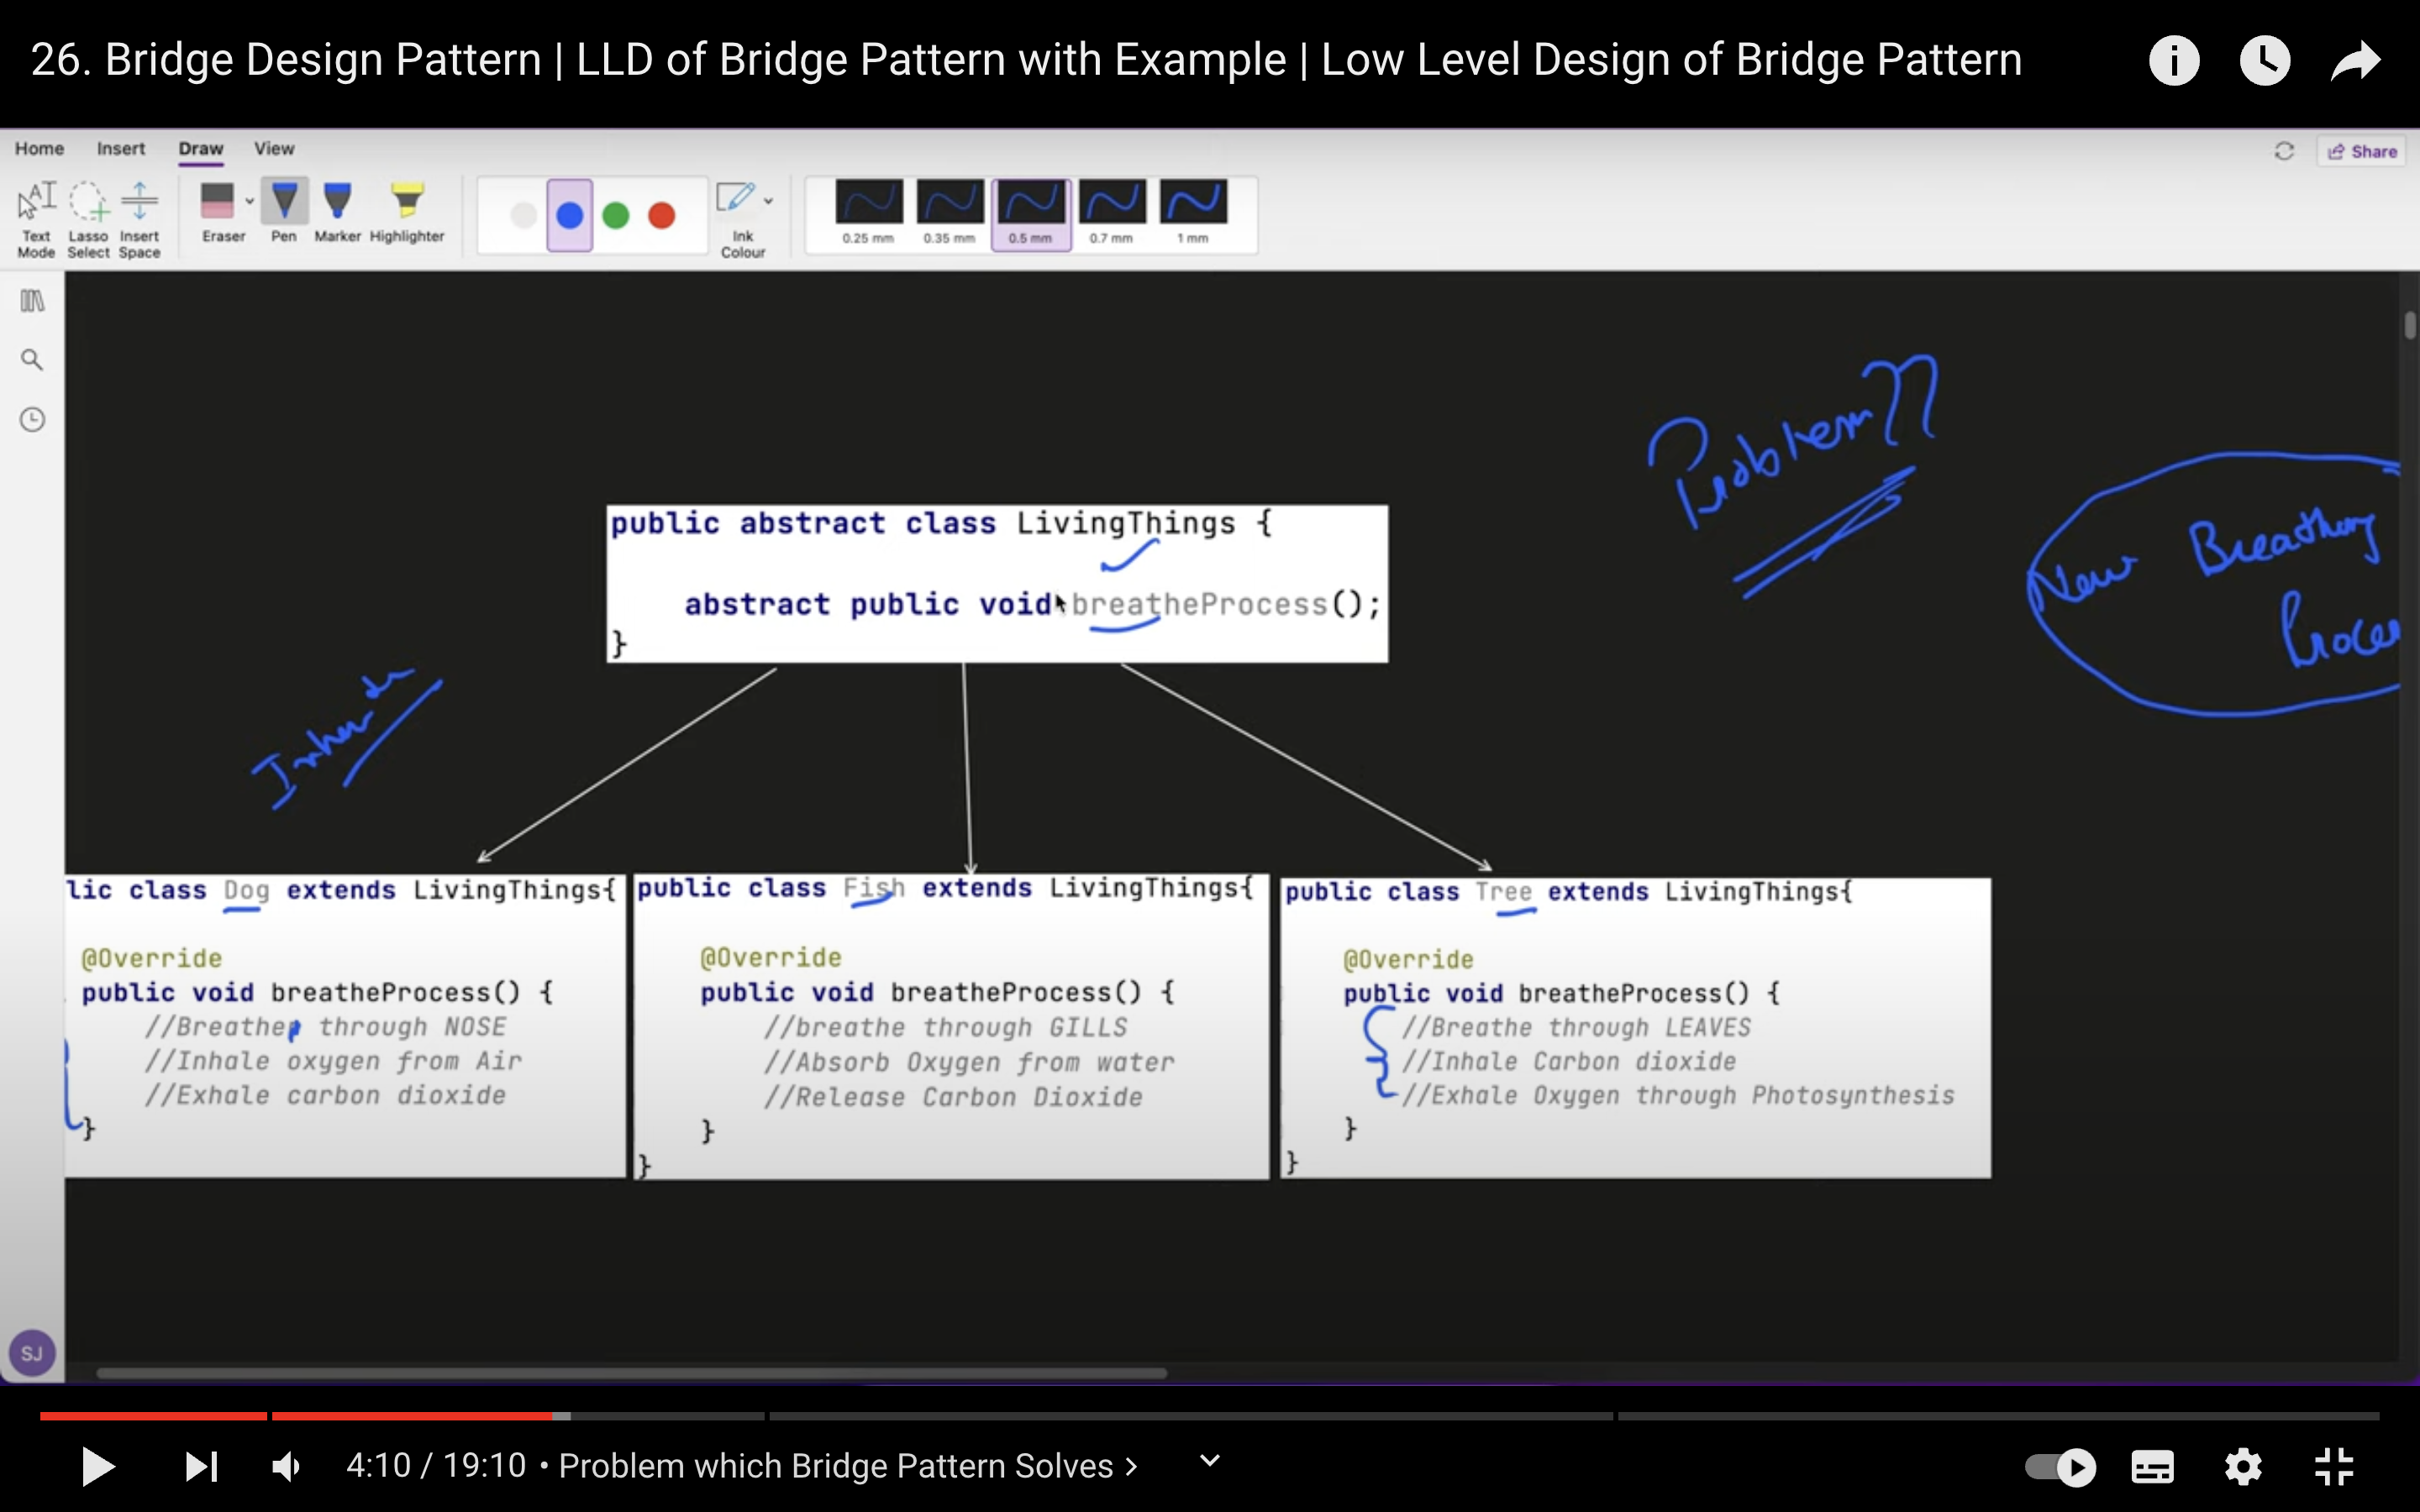 26. Bridge Design Pattern | LLD of Bridge Pattern with Example | Low Level Design of Bridge Pattern
Home Insert Draw View
Share
Text Mode
Lasso Select
Insert Space
Eraser
Pen
Marker
Highlighter
Ink Colour
0.25 mm
0.35 mm
0.5 mm
0.7 mm
1 mm
Problem??
New Breathing
Proces
public abstract class LivingThings {
abstract public void breatheProcess();
}
lic class Dog extends LivingThings{
@Override
public void breatheProcess() {
//Breathe through NOSE
//Inhale oxygen from Air
//Exhale carbon dioxide
}
public class Fish extends LivingThings{
@Override
public void breatheProcess() {
//breathe through GILLS
//Absorb Oxygen from water
//Release Carbon Dioxide
}
}
public class Tree extends LivingThings{
@Override
public void breatheProcess() {
//Breathe through LEAVES
//Inhale Carbon dioxide
//Exhale Oxygen through Photosynthesis
}
}
SJ
4:10 / 19:10 • Problem which Bridge Pattern Solves ›